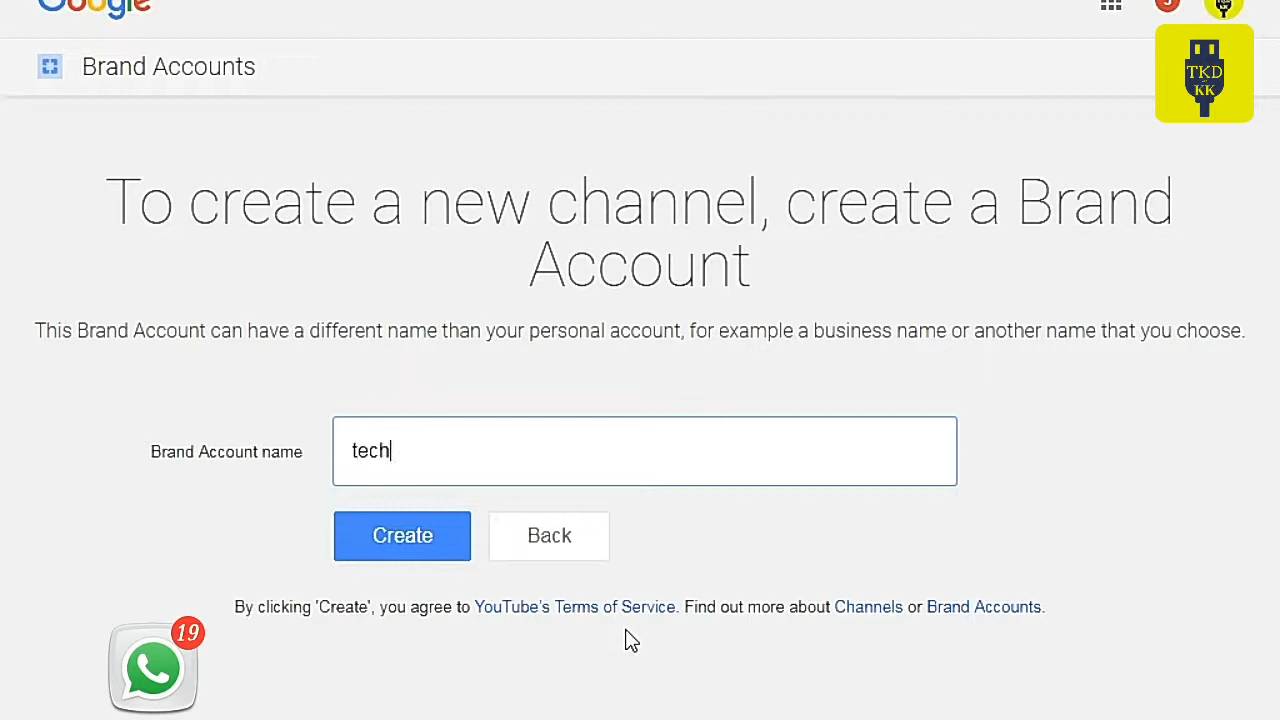 Google
Brand Accounts
TKD
KK
To create a new channel, create a Brand
Account
This Brand Account can have a different name than your personal account, for example a business name or another name that you choose.
Brand Account name
tech
Create
Back
By clicking 'Create', you agree to YouTube's Terms of Service. Find out more about Channels or Brand Accounts.
19